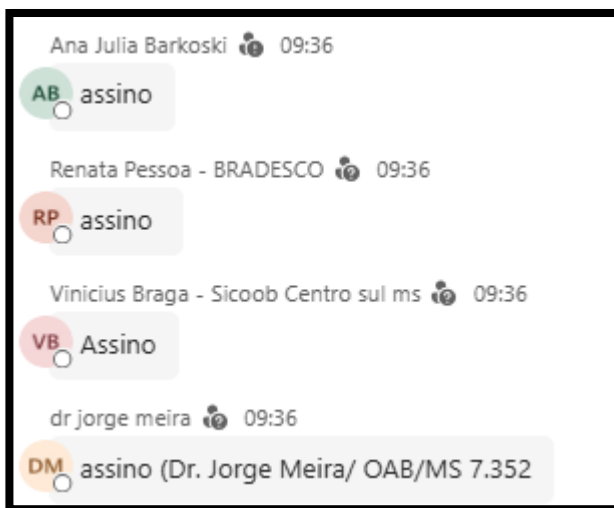 Ana Julia Barkoski 09:36
AB assino
Renata Pessoa - BRADESCO 09:36
RP assino
Vinicius Braga - Sicoob Centro sul ms 09:36
VB Assino
dr jorge meira 09:36
DM assino (Dr. Jorge Meira/ OAB/MS 7.352